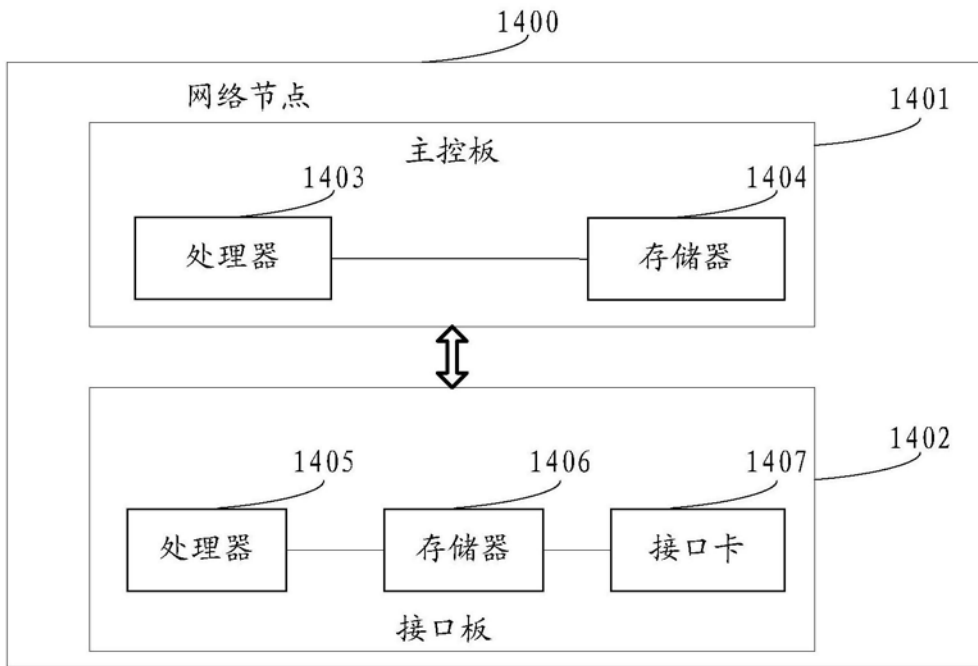 1400
网络节点
1401
主控板
1403
1404
处理器
存储器
1402
1405
1406
1407
处理器
存储器
接口卡
接口板